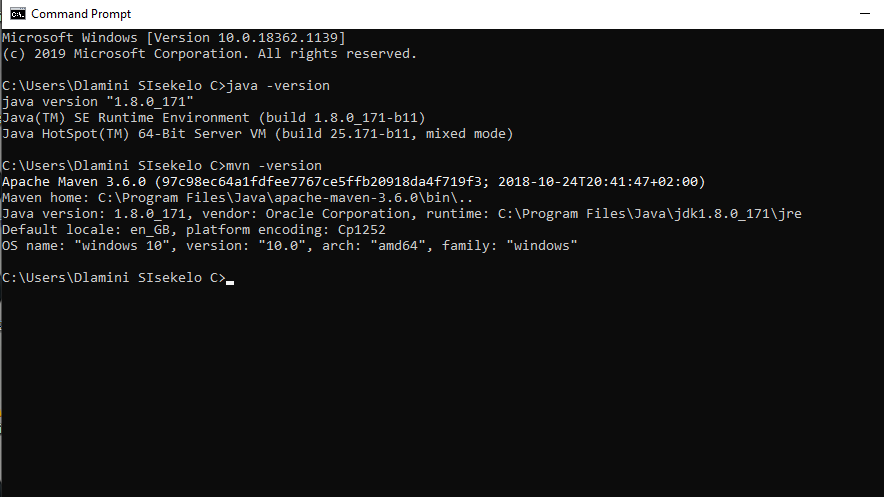 Command Prompt
Microsoft Windows [Version 10.0.18362.1139]
(c) 2019 Microsoft Corporation. All rights reserved.
C:\Users\Dlamini SIsekelo C>java -version
java version "1.8.0_171"
Java(TM) SE Runtime Environment (build 1.8.0_171-b11)
Java HotSpot(TM) 64-Bit Server VM (build 25.171-b11, mixed mode)
C:\Users\Dlamini SIsekelo C>mvn -version
Apache Maven 3.6.0 (97c98ec64a1fdfee7767ce5ffb20918da4f719f3; 2018-10-24T20:41:47+02:00)
Maven home: C:\Program Files\Java\apache-maven-3.6.0\bin\..
Java version: 1.8.0_171, vendor: Oracle Corporation, runtime: C:\Program Files\Java\jdk1.8.0_171\jre
Default locale: en_GB, platform encoding: Cp1252
OS name: "windows 10", version: "10.0", arch: "amd64", family: "windows"
C:\Users\Dlamini SIsekelo C>